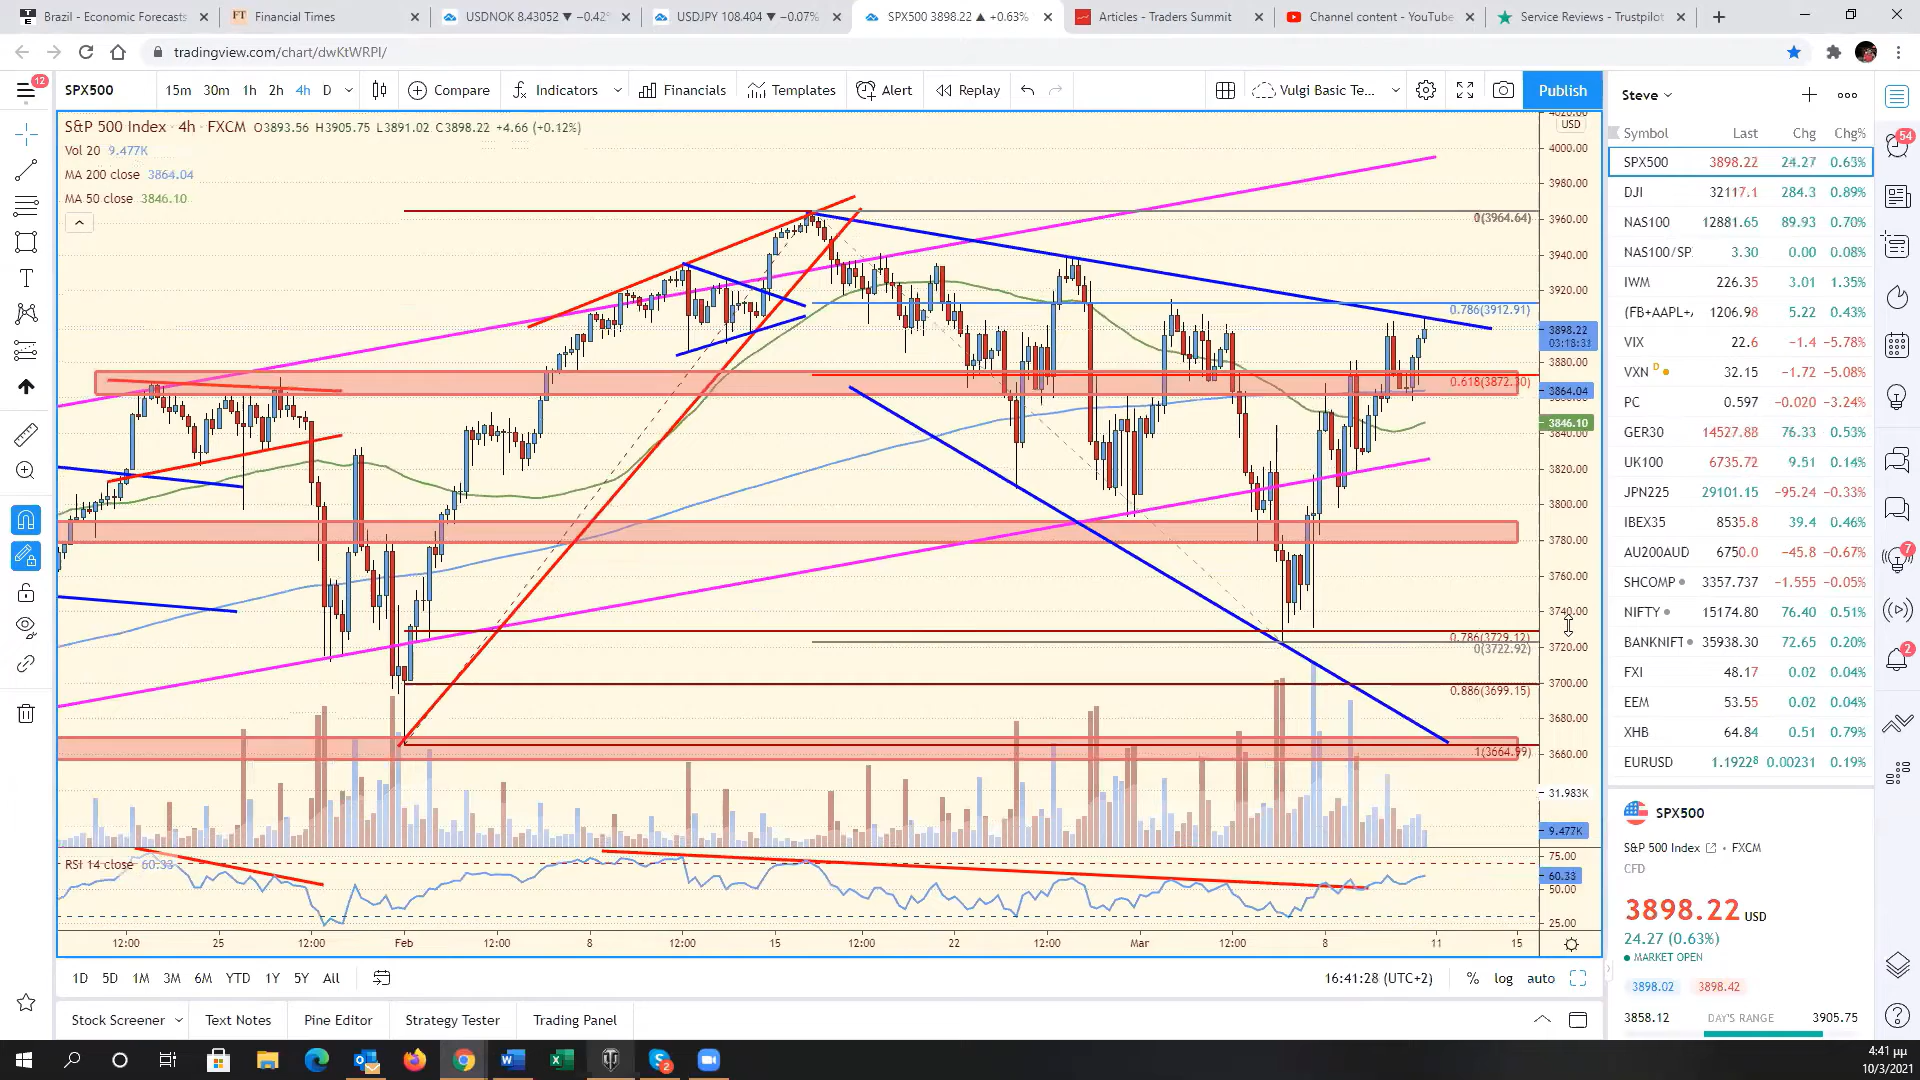 Brazil - Economic Forecasts
Financial Times
USDNOK 8.43052 ▼ −0.42%
USDJPY 108.404 ▼ −0.07%
SPX500 3898.22 ▲ +0.63%
Articles - Traders Summit
Channel content - YouTube
Service Reviews - Trustpilot
tradingview.com/chart/dwKtWRPI/
12
SPX500
15m 30m 1h 2h 4h D
Compare
Indicators
Financials
Templates
Alert
Replay
Vulgi Basic Te...
Publish
Steve
S&P 500 Index · 4h · FXCM O3893.56 H3905.75 L3891.02 C3898.22 +4.66 (+0.12%)
Vol 20 9.477K
MA 200 close 3864.04
MA 50 close 3846.10
USD
4000.00
3980.00
3960.00
3940.00
3920.00
3898.22
03:18:33
3880.00
3864.04
3846.10
3840.00
3820.00
3800.00
3780.00
3760.00
3740.00
3720.00
3700.00
3680.00
3660.00
31.983K
9.477K
0(3964.64)
0.786(3912.91)
0.618(3872.30)
0.786(3729.12)
0(3722.92)
0.886(3699.15)
1(3664.99)
RSI 14 close 60.33
75.00
60.33
50.00
25.00
12:00 25 12:00 Feb 12:00 8 12:00 15 12:00 22 12:00 Mar 12:00 8 11 15
1D 5D 1M 3M 6M YTD 1Y 5Y All
16:41:28 (UTC+2) % log auto
Stock Screener
Text Notes
Pine Editor
Strategy Tester
Trading Panel
Symbol Last Chg Chg%
SPX500 3898.22 24.27 0.63%
DJI 32117.1 284.3 0.89%
NAS100 12881.65 89.93 0.70%
NAS100/SP 3.30 0.00 0.08%
IWM 226.35 3.01 1.35%
(FB+AAPL+A 1206.98 5.22 0.43%
VIX 22.6 −1.4 −5.78%
VXN D 32.15 −1.72 −5.08%
PC 0.597 −0.020 −3.24%
GER30 14527.88 76.33 0.53%
UK100 6735.72 9.51 0.14%
JPN225 29101.15 −95.24 −0.33%
IBEX35 8535.8 39.4 0.46%
AU200AUD 6750.0 −45.8 −0.67%
SHCOMP 3357.737 −1.555 −0.05%
NIFTY 15174.80 76.40 0.51%
BANKNIFT 35938.30 72.65 0.20%
FXI 48.17 0.02 0.04%
EEM 53.55 0.02 0.04%
XHB 64.84 0.51 0.79%
EURUSD 1.19228 0.00231 0.19%
SPX500
S&P 500 Index · FXCM
CFD
3898.22 USD
24.27 (0.63%)
MARKET OPEN
3898.02 3898.42
3858.12 DAY'S RANGE 3905.75
54
7
2
4:41 μμ
10/3/2021